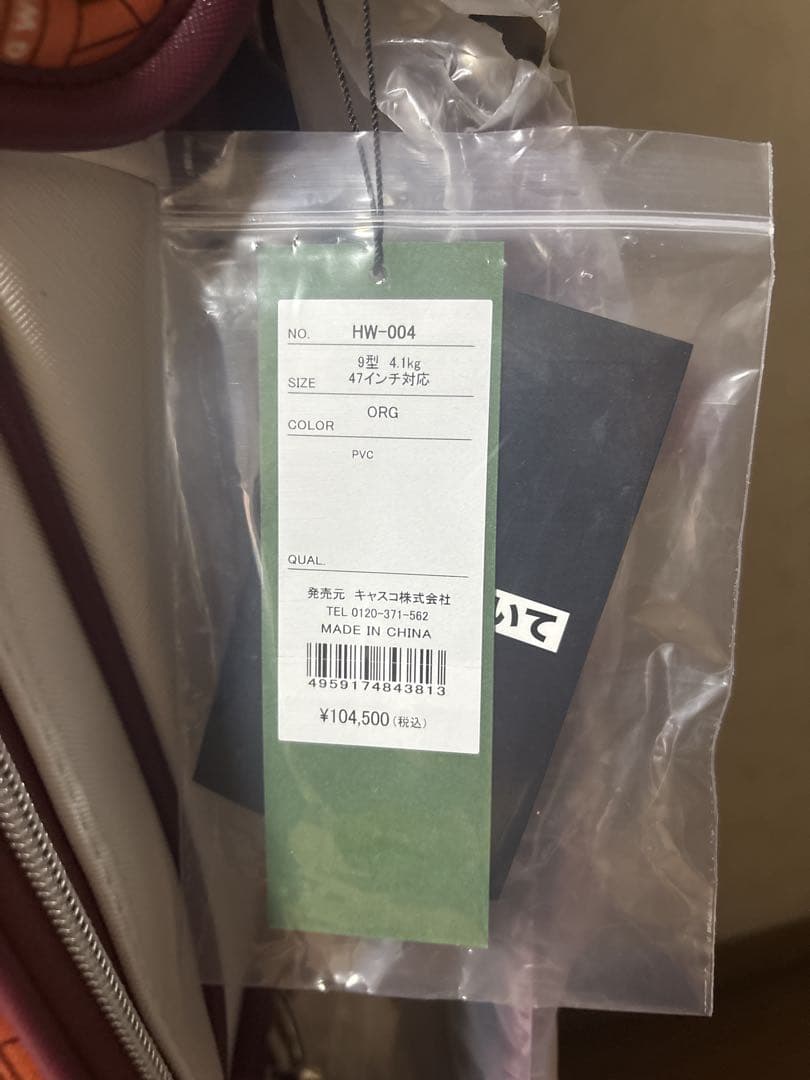 NO. HW-004
9型 4.1kg
SIZE 47インチ対応
COLOR ORG
PVC
QUAL.
発売元 キャスコ株式会社
TEL 0120-371-562
MADE IN CHINA
4959174843813
¥104,500(税込)
いて